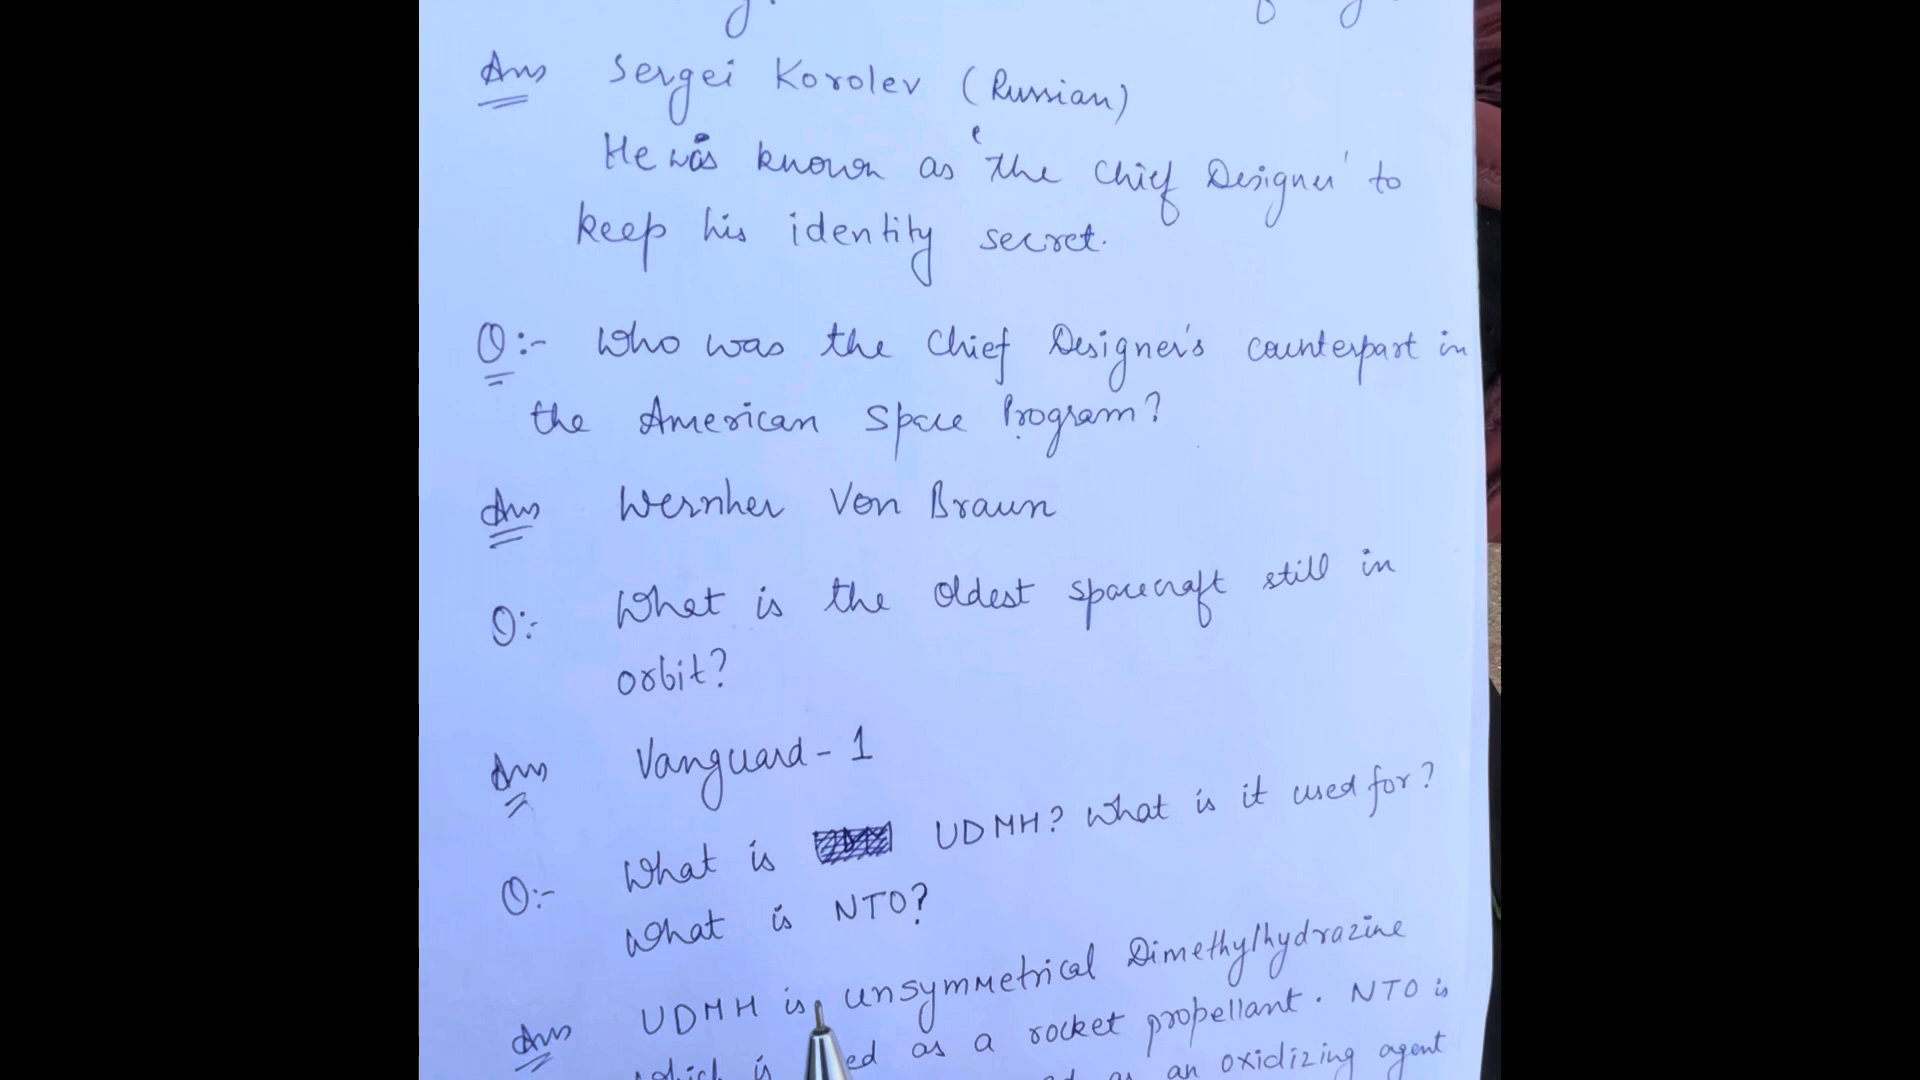 Ans Sergei Korolev (Russian)
He was known as 'the Chief Designer' to
keep his identity secret.
Q:- Who was the Chief Designer's counterpart in
the American Space Program?
Ans Wernher Von Braun
Q:- What is the oldest spacecraft still in
orbit?
Ans Vanguard - 1
Q:- What is UDMH? What is it used for?
What is NTO?
Ans UDMH is Unsymmetrical Dimethylhydrazine
which is as a rocket propellant. NTO is
as an oxidizing agent